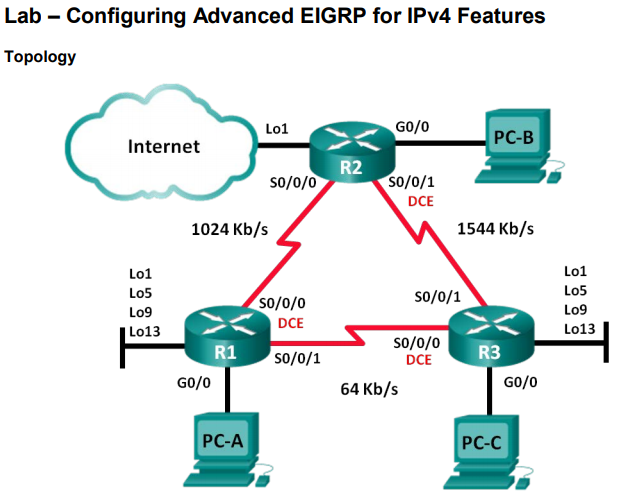 Lab – Configuring Advanced EIGRP for IPv4 Features
Topology
Internet
Lo1
R2
G0/0
PC-B
S0/0/0
S0/0/1
DCE
1024 Kb/s
1544 Kb/s
Lo1
Lo5
Lo9
Lo13
S0/0/0
DCE
R1
S0/0/1
G0/0
PC-A
64 Kb/s
S0/0/1
S0/0/0
DCE
R3
Lo1
Lo5
Lo9
Lo13
G0/0
PC-C